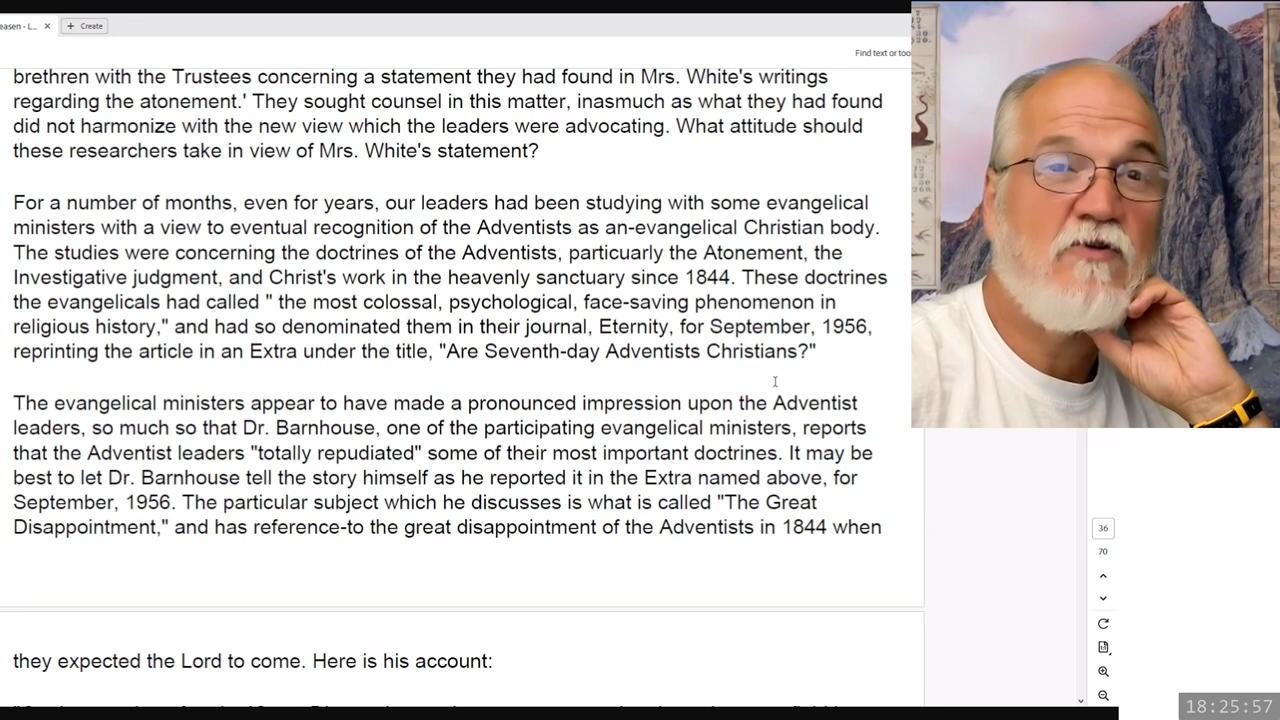 easen - L...
Create
Find text or too
brethren with the Trustees concerning a statement they had found in Mrs. White's writings
regarding the atonement.' They sought counsel in this matter, inasmuch as what they had found
did not harmonize with the new view which the leaders were advocating. What attitude should
these researchers take in view of Mrs. White's statement?
For a number of months, even for years, our leaders had been studying with some evangelical
ministers with a view to eventual recognition of the Adventists as an-evangelical Christian body.
The studies were concerning the doctrines of the Adventists, particuarly the Atonement, the
Investigative judgment, and Christ's work in the heavenly sanctuary since 1844. These doctrines
the evangelicals had called " the most colossal, psychological, face-saving phenomenon in
religious history," and had so denominated them in their journal, Eternity, for September, 1956,
reprinting the article in an Extra under the title, "Are Seventh-day Adventists Christians?"
The evangelical ministers appear to have made a pronounced impression upon the Adventist
leaders, so much so that Dr. Barnhouse, one of the participating evangelical ministers, reports
that the Adventist leaders "totally repudiated" some of their most important doctrines. It may be
best to let Dr. Barnhouse tell the story himself as he reported it in the Extra named above, for
September, 1956. The particular subject which he discusses is what is called "The Great
Disappointment," and has reference-to the great disappointment of the Adventists in 1844 when
36
70
they expected the Lord to come. Here is his account:
18:25:57